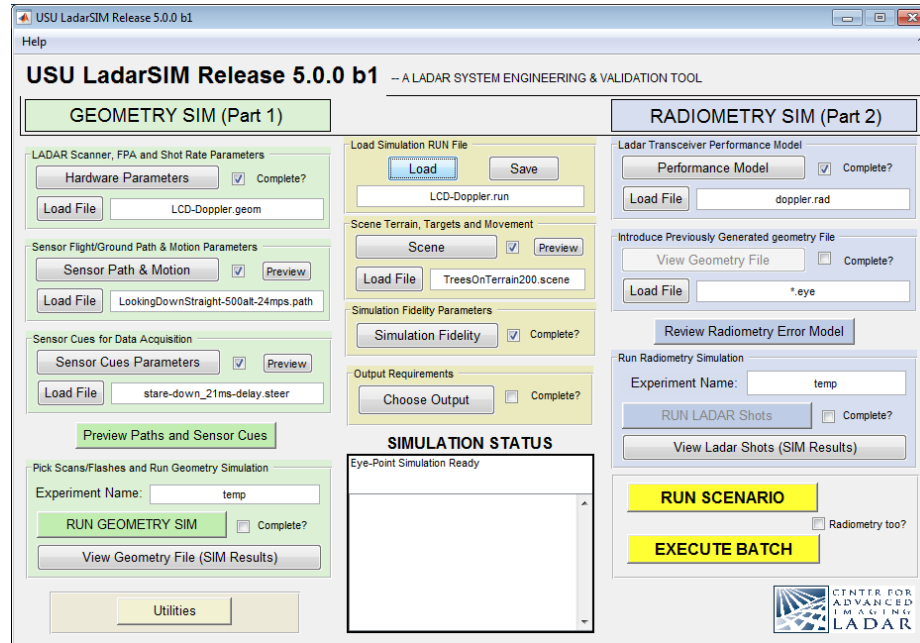 USU LadarSIM Release 5.0.0 b1
Help
USU LadarSIM Release 5.0.0 b1 -- A LADAR SYSTEM ENGINEERING & VALIDATION TOOL
GEOMETRY SIM (Part 1)
LADAR Scanner, FPA and Shot Rate Parameters
Hardware Parameters Complete?
Load File LCD-Doppler.geom
Sensor Flight/Ground Path & Motion Parameters
Sensor Path & Motion Preview
Load File LookingDownStraight-500alt-24mps.path
Sensor Cues for Data Acquisition
Sensor Cues Parameters Preview
Load File stare-down_21ms-delay.steer
Preview Paths and Sensor Cues
Pick Scans/Flashes and Run Geometry Simulation
Experiment Name: temp
RUN GEOMETRY SIM Complete?
View Geometry File (SIM Results)
Utilities
Load Simulation RUN File
Load Save
LCD-Doppler.run
Scene Terrain, Targets and Movement
Scene Preview
Load File TreesOnTerrain200.scene
Simulation Fidelity Parameters
Simulation Fidelity Complete?
Output Requirements
Choose Output Complete?
SIMULATION STATUS
Eye-Point Simulation Ready
RADIOMETRY SIM (Part 2)
Ladar Transceiver Performance Model
Performance Model Complete?
Load File doppler.rad
Introduce Previously Generated geometry File
View Geometry File Complete?
Load File *.eye
Review Radiometry Error Model
Run Radiometry Simulation
Experiment Name: temp
RUN LADAR Shots Complete?
View Ladar Shots (SIM Results)
RUN SCENARIO
Radiometry too?
EXECUTE BATCH
CENTER FOR
ADVANCED
IMAGING
LADAR